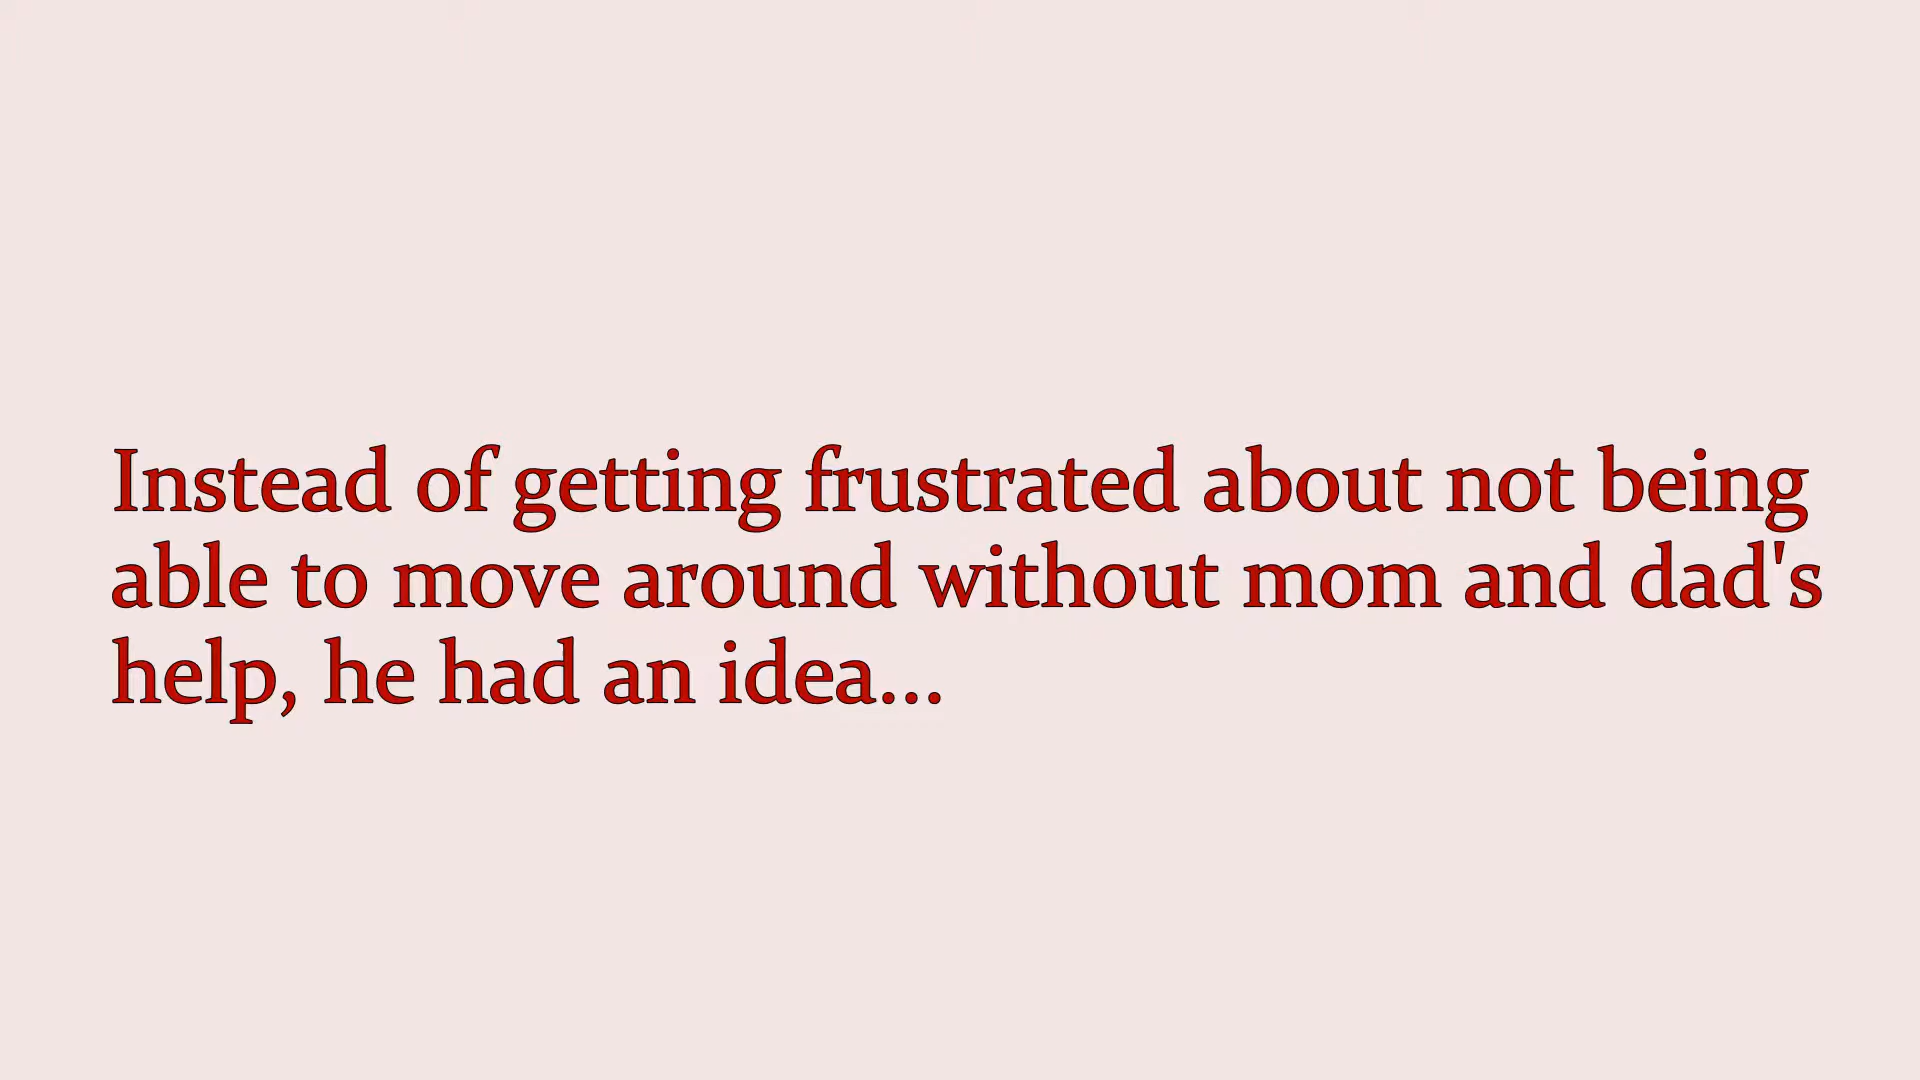 Instead of getting frustrated about not being
able to move around without mom and dad's
help, he had an idea...